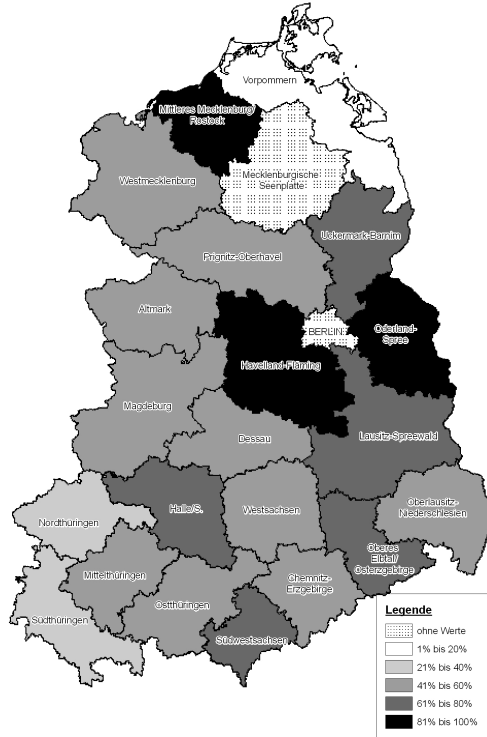 Vorpommern
Mittleres Mecklenburg/
Rostock
Westmecklenburg
Mecklenburgische
Seenplatte
Uckermark-Barnim
Prignitz-Oberhavel
Altmark
BERLIN
Oderland-
Spree
Havelland-Fläming
Magdeburg
Dessau
Lausitz-Spreewald
Halle/S.
Westsachsen
Oberlausitz-
Niederschlesien
Nordthüringen
Mittelthüringen
Oberes
Elbtal/
Osterzgebirge
Chemnitz-
Erzgebirge
Ostthüringen
Südthüringen
Südwestsachsen
Legende
ohne Werte
1% bis 20%
21% bis 40%
41% bis 60%
61% bis 80%
81% bis 100%